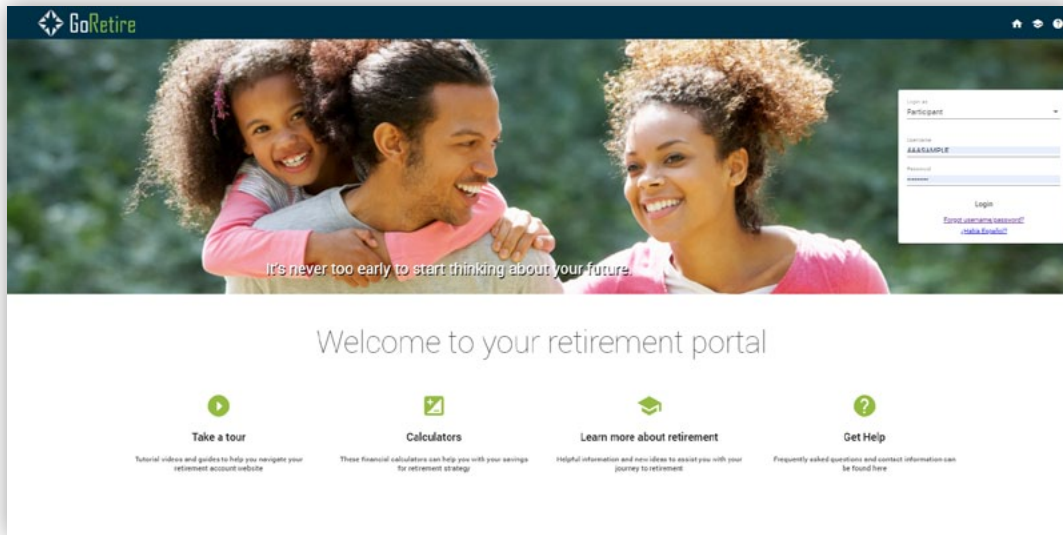 GoRetire
Login as
Participant
Username
AAASAMPLE
Password
Login
Forgot username/password?
¿Habla Español?
It's never too early to start thinking about your future.
Welcome to your retirement portal
Take a tour
Tutorial videos and guides to help you navigate your
retirement account website
Calculators
These financial calculators can help you with your savings
for retirement strategy
Learn more about retirement
Helpful information and new ideas to assist you with your
journey to retirement
Get Help
Frequently asked questions and contact information can
be found here